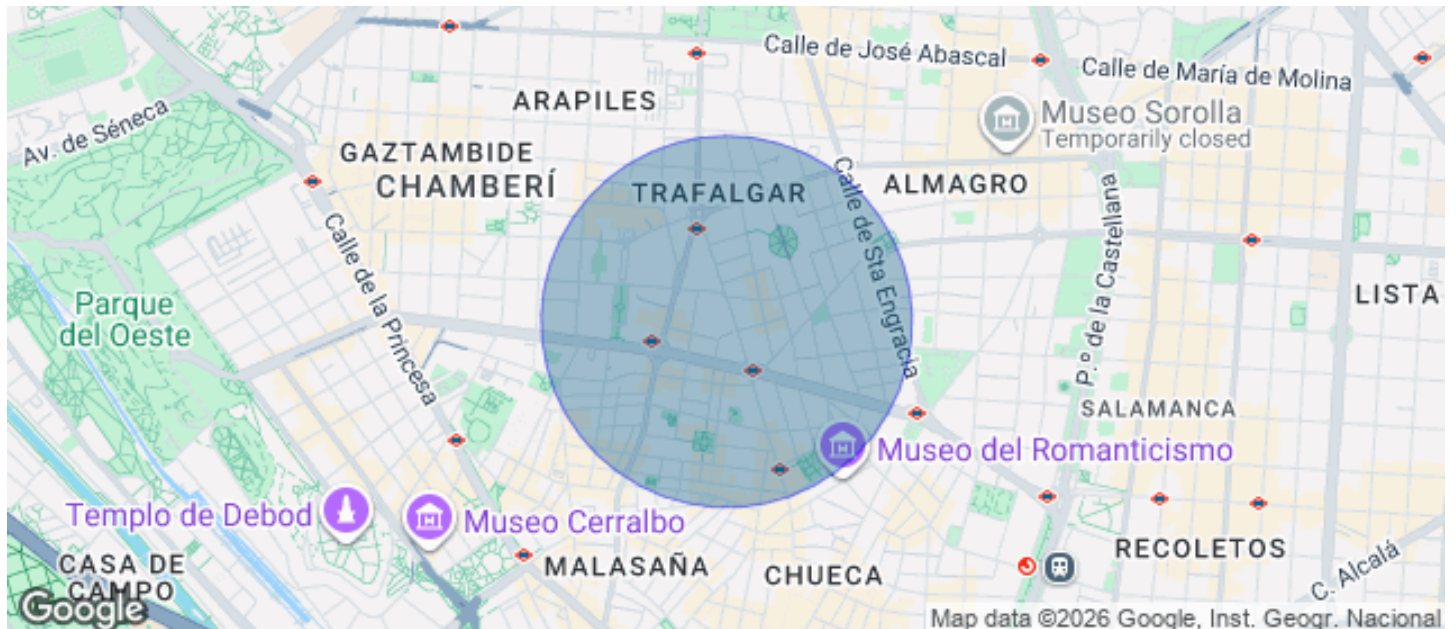 Calle de José Abascal
Calle de María de Molina
ARAPILES
Museo Sorolla
Temporarily closed
Av. de Séneca
GAZTAMBIDE
CHAMBERÍ
TRAFALGAR
ALMAGRO
Calle de Sta Engracia
Calle de la Princesa
P.º de la Castellana
Parque
del Oeste
LISTA
SALAMANCA
Museo del Romanticismo
Templo de Debod
Museo Cerralbo
MALASAÑA
CHUECA
RECOLETOS
CASA DE
CAMPO
C. Alcalá
Google
Map data ©2026 Google, Inst. Geogr. Nacional